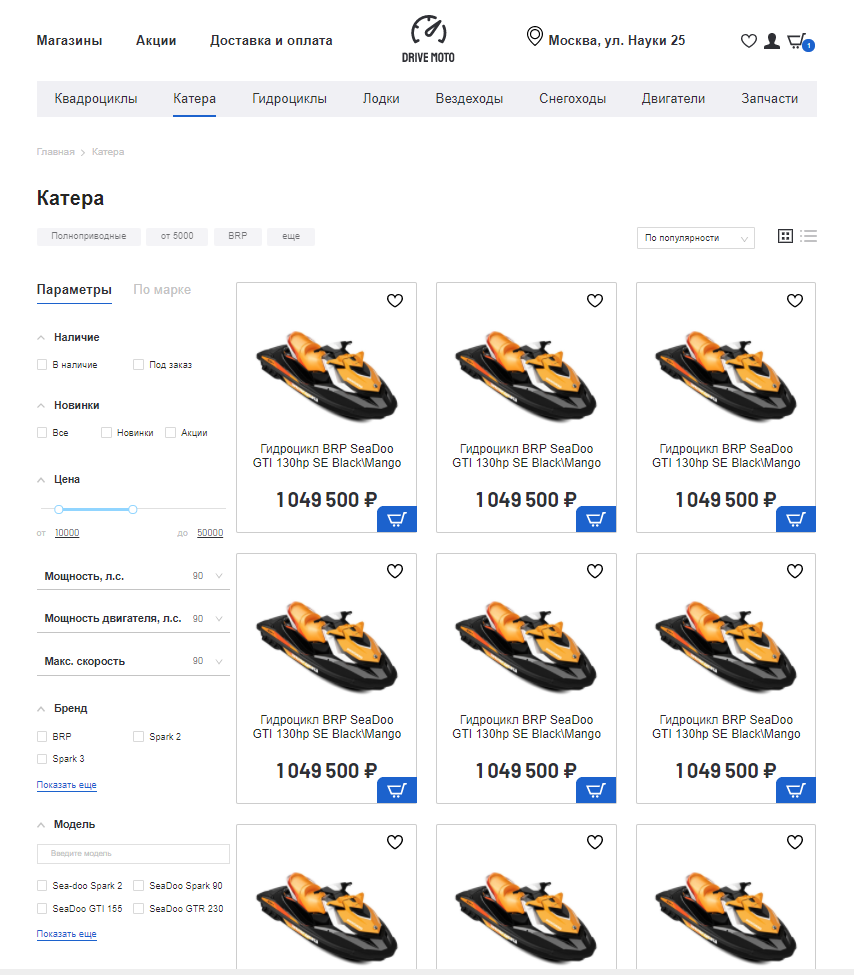 Магазины Акции Доставка и оплата DRIVE MOTO Москва, ул. Науки 25 1
Квадроциклы Катера Гидроциклы Лодки Вездеходы Снегоходы Двигатели Запчасти
Главная > Катера
Катера
Полноприводные от 5000 BRP еще По популярности
Параметры По марке
Наличие
В наличие Под заказ
Новинки
Все Новинки Акции
Цена
от 10000 до 50000
Мощность, л.с. 90
Мощность двигателя, л.с. 90
Макс. скорость 90
Бренд
BRP Spark 2
Spark 3
Показать еще
Модель
Введите модель
Sea-doo Spark 2 SeaDoo Spark 90
SeaDoo GTI 155 SeaDoo GTR 230
Показать еще
Гидроцикл BRP SeaDoo
GTI 130hp SE Black\Mango
1 049 500 ₽
Гидроцикл BRP SeaDoo
GTI 130hp SE Black\Mango
1 049 500 ₽
Гидроцикл BRP SeaDoo
GTI 130hp SE Black\Mango
1 049 500 ₽
Гидроцикл BRP SeaDoo
GTI 130hp SE Black\Mango
1 049 500 ₽
Гидроцикл BRP SeaDoo
GTI 130hp SE Black\Mango
1 049 500 ₽
Гидроцикл BRP SeaDoo
GTI 130hp SE Black\Mango
1 049 500 ₽